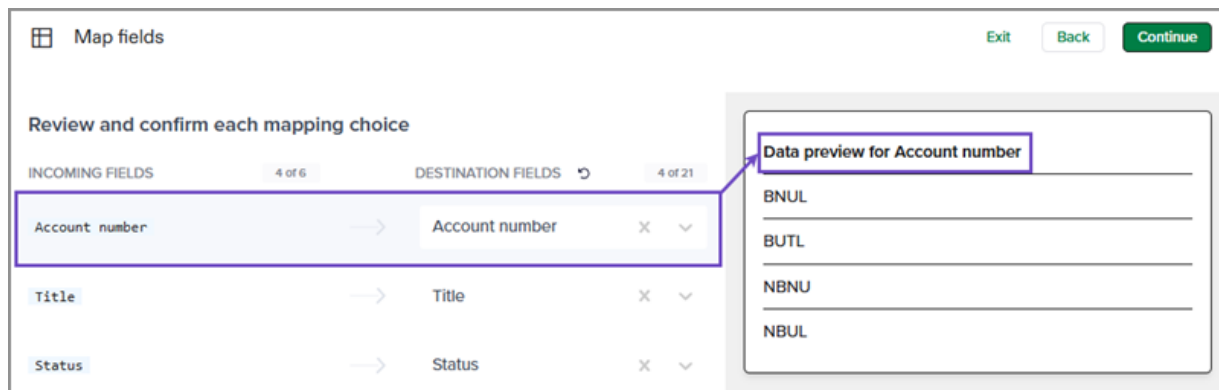 Map fields
Exit Back Continue
Review and confirm each mapping choice
INCOMING FIELDS 4 of 6 DESTINATION FIELDS 4 of 21
Account number Account number
Title Title
Status Status
Data preview for Account number
BNUL
BUTL
NBNU
NBUL